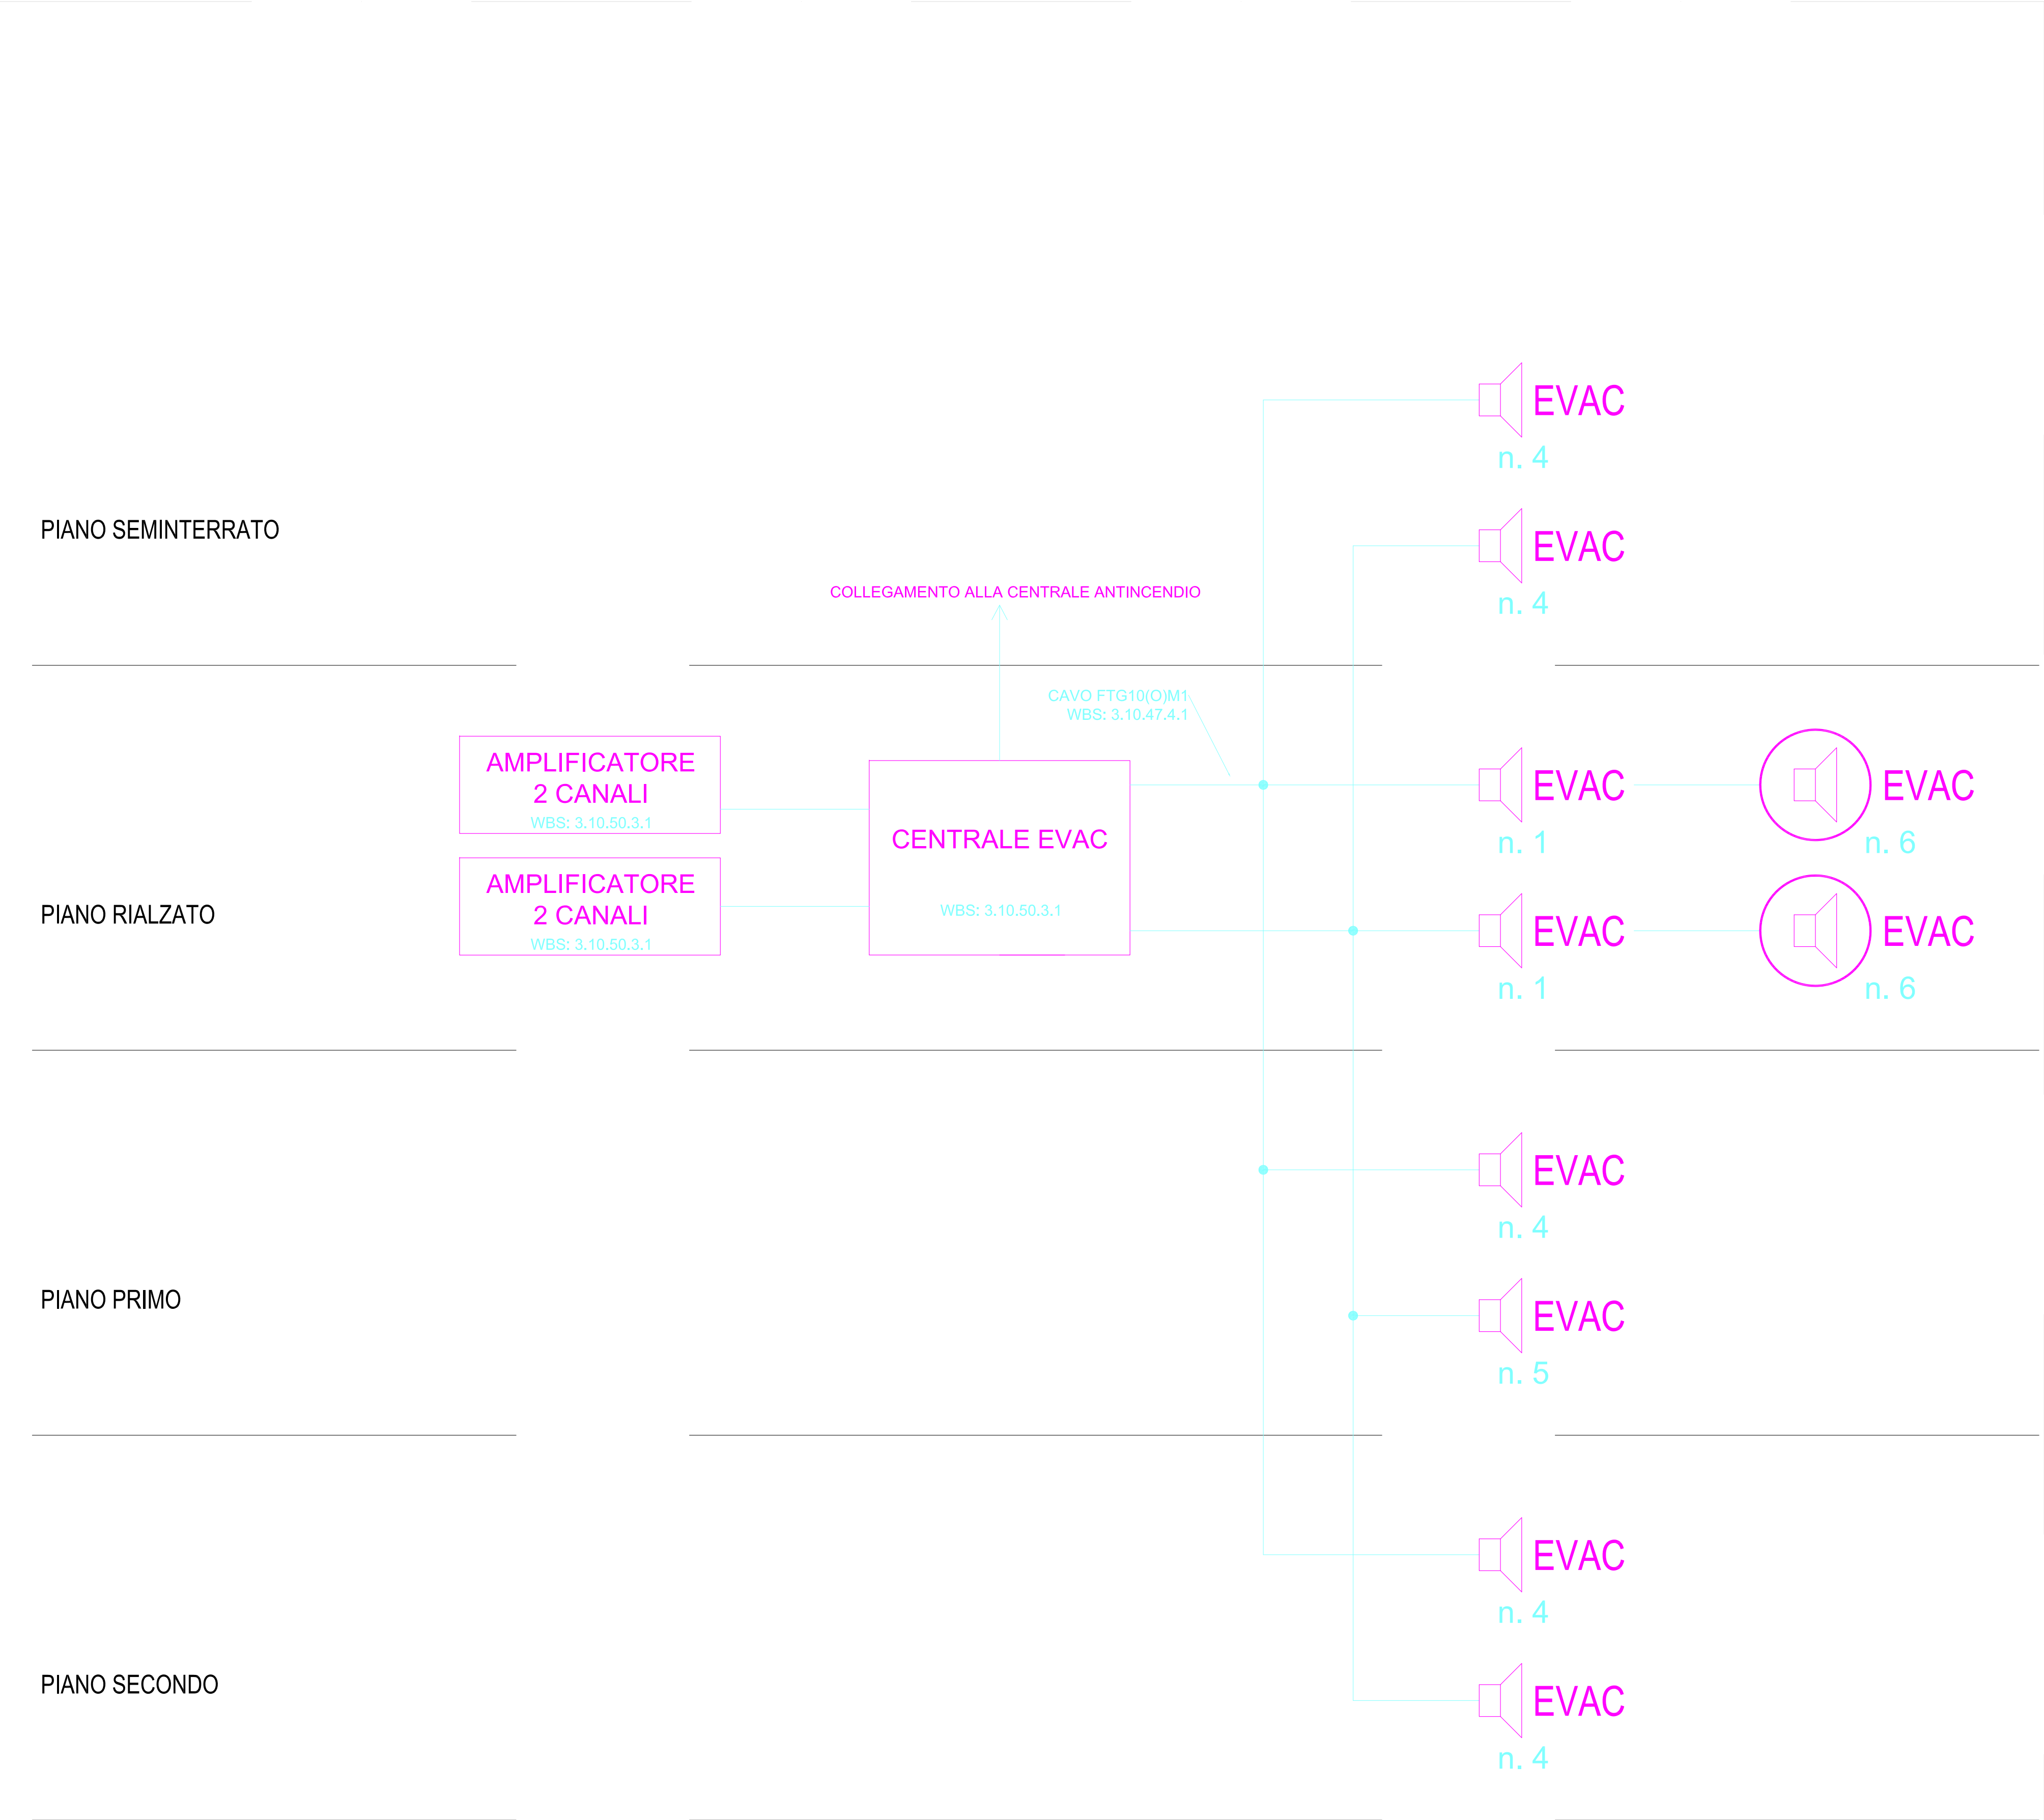 EVAC
n. 4
PIANO SEMINTERRATO
EVAC
n. 4
COLLEGAMENTO ALLA CENTRALE ANTINCENDIO
CAVO FTG10(O)M1
WBS: 3.10.47.4.1
AMPLIFICATORE
2 CANALI
WBS: 3.10.50.3.1
CENTRALE EVAC
WBS: 3.10.50.3.1
EVAC
n. 1
EVAC
n. 6
PIANO RIALZATO
AMPLIFICATORE
2 CANALI
WBS: 3.10.50.3.1
EVAC
n. 1
EVAC
n. 6
EVAC
n. 4
PIANO PRIMO
EVAC
n. 5
EVAC
n. 4
PIANO SECONDO
EVAC
n. 4